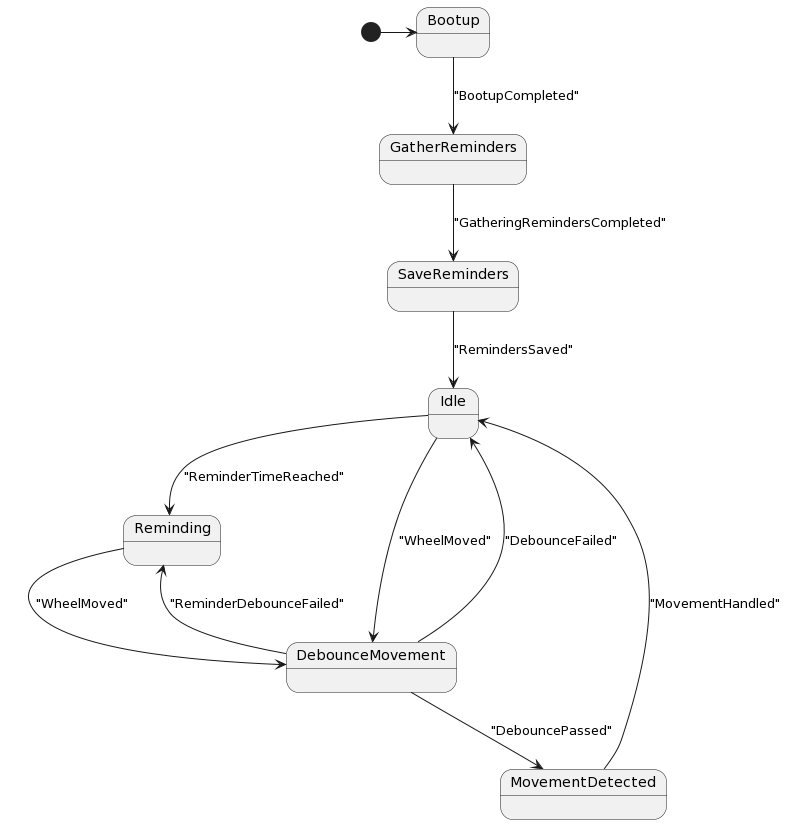 Bootup
"BootupCompleted"
GatherReminders
"GatheringRemindersCompleted"
SaveReminders
"RemindersSaved"
Idle
"ReminderTimeReached"
Reminding
"WheelMoved"
"DebounceFailed"
"WheelMoved"
"ReminderDebounceFailed"
"MovementHandled"
DebounceMovement
"DebouncePassed"
MovementDetected